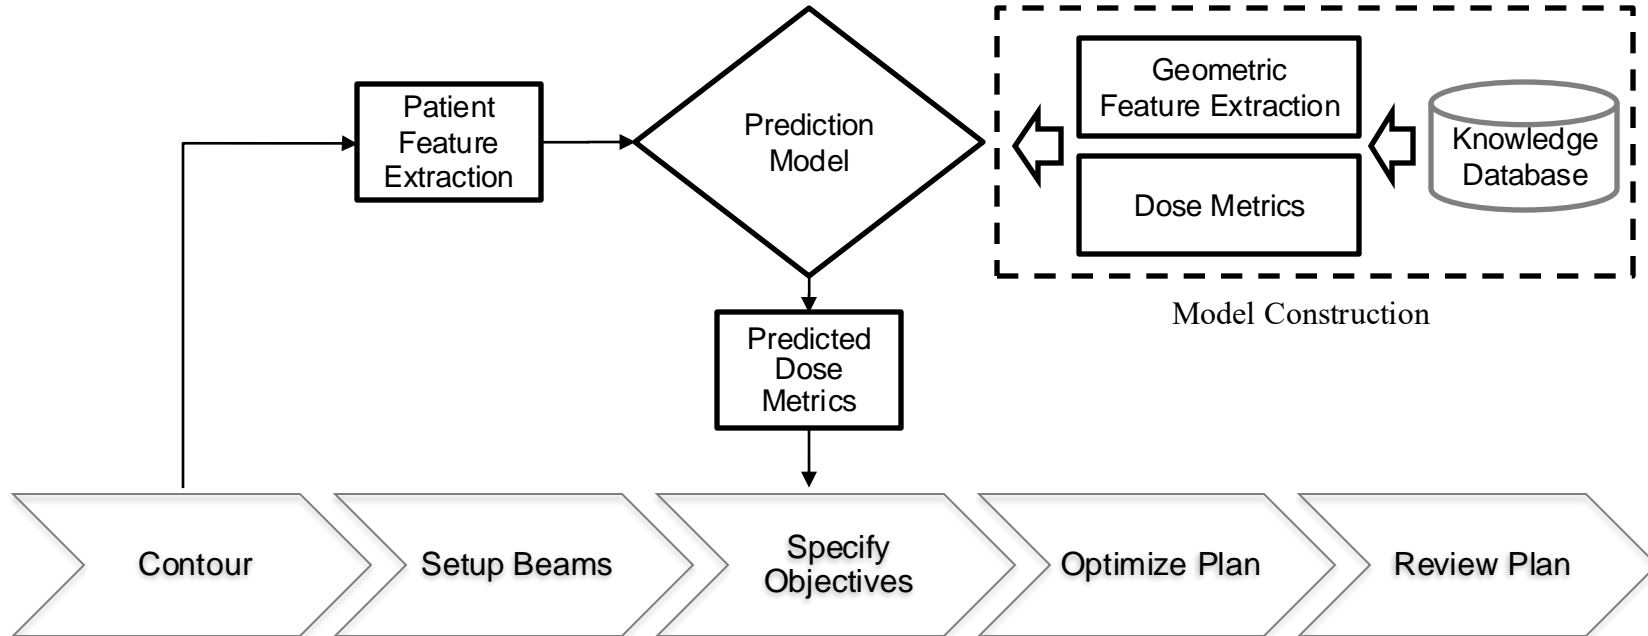 Patient
Feature
Extraction
Prediction
Model
Geometric
Feature Extraction
Dose Metrics
Knowledge
Database
Model Construction
Predicted
Dose
Metrics
Contour
Setup Beams
Specify
Objectives
Optimize Plan
Review Plan